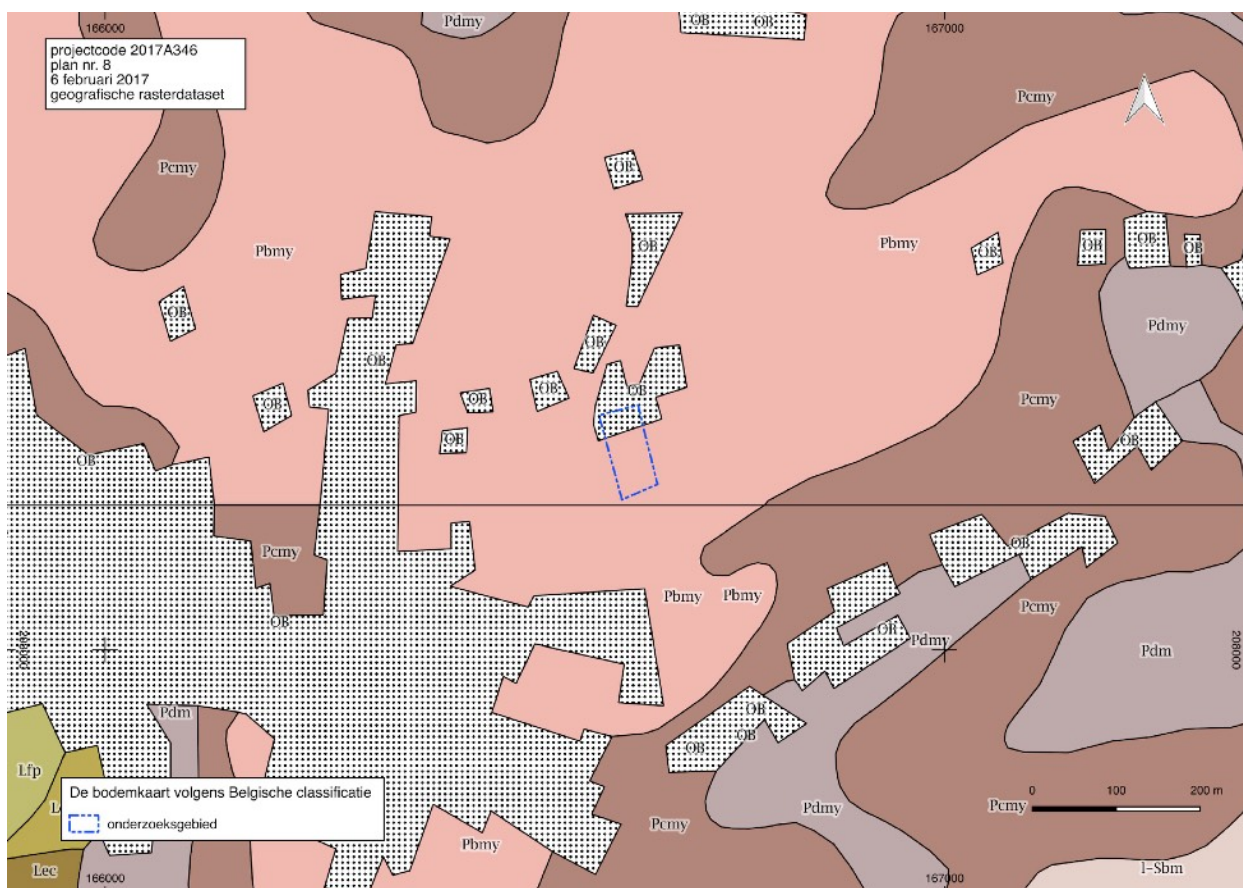 166000
Pdmy
OB
OB
167000
projectcode 2017A346
plan nr. 8
6 februari 2017
geografische rasterdataset
Pcmy
Pcmy
OB
Pbmy
OB
Pbmy
OB
OB
OB
OB
OB
Pdmy
OB
OB
OB
OB
OB
OB
OB
Pcmy
OB
OB
OB
Pcmy
OB
Pbmy
Pbmy
Pcmy
OB
OB
Pdmy
208000
208000
Pdm
Pdm
OB
OB
OB
Lfp
De bodemkaart volgens Belgische classificatie
onderzoeksgebied
0 100 200 m
Pcmy
Pdmy
Pcmy
Pbmy
Lec
l-Sbm
166000
167000